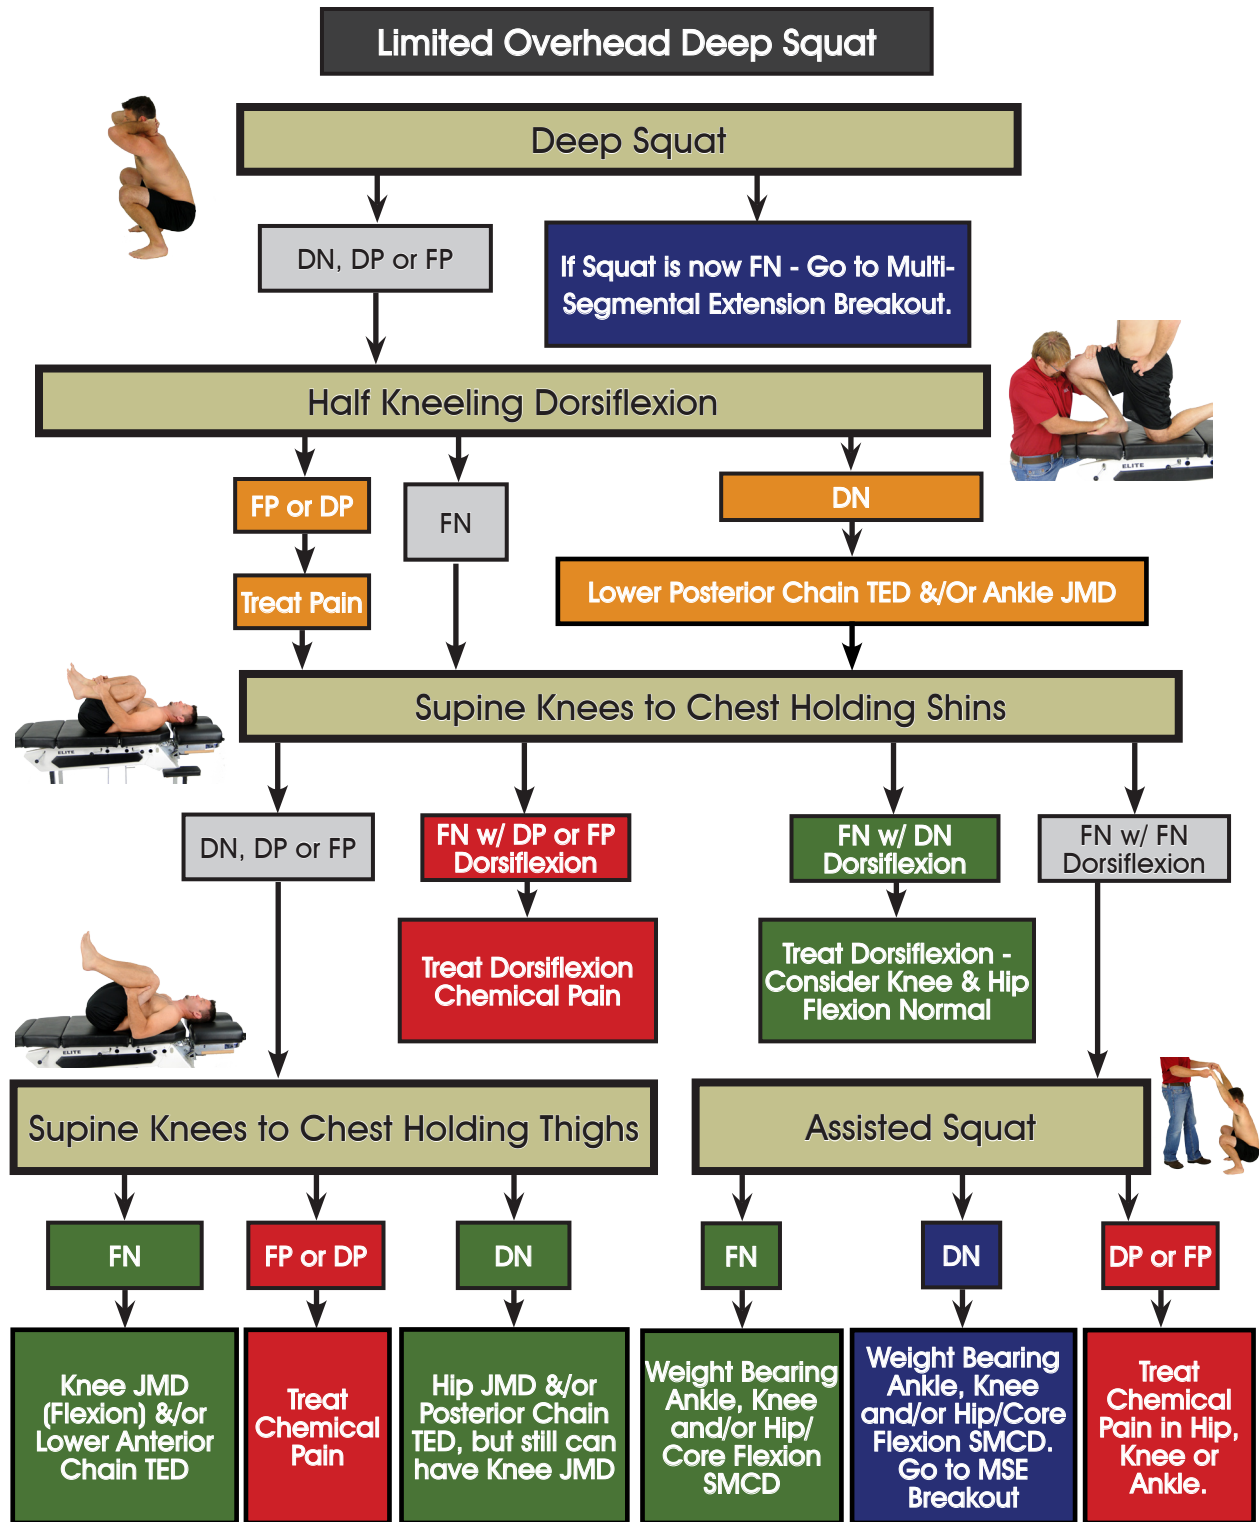 Limited Overhead Deep Squat
Deep Squat
DN, DP or FP
If Squat is now FN - Go to Multi-
Segmental Extension Breakout.
Half Kneeling Dorsiflexion
FP or DP
FN
DN
Treat Pain
Lower Posterior Chain TED &/Or Ankle JMD
ELITE
Supine Knees to Chest Holding Shins
ELITE
DN, DP or FP
FN w/ DP or FP
Dorsiflexion
FN w/ DN
Dorsiflexion
FN w/ FN
Dorsiflexion
Treat Dorsiflexion
Chemical Pain
Treat Dorsiflexion -
Consider Knee & Hip
Flexion Normal
ELITE
Supine Knees to Chest Holding Thighs
Assisted Squat
FN
FP or DP
DN
FN
DN
DP or FP
Knee JMD
(Flexion) &/or
Lower Anterior
Chain TED
Treat
Chemical
Pain
Hip JMD &/or
Posterior Chain
TED, but still can
have Knee JMD
Weight Bearing
Ankle, Knee
and/or Hip/
Core Flexion
SMCD
Weight Bearing
Ankle, Knee
and/or Hip/Core
Flexion SMCD.
Go to MSE
Breakout
Treat
Chemical
Pain in Hip,
Knee or
Ankle.